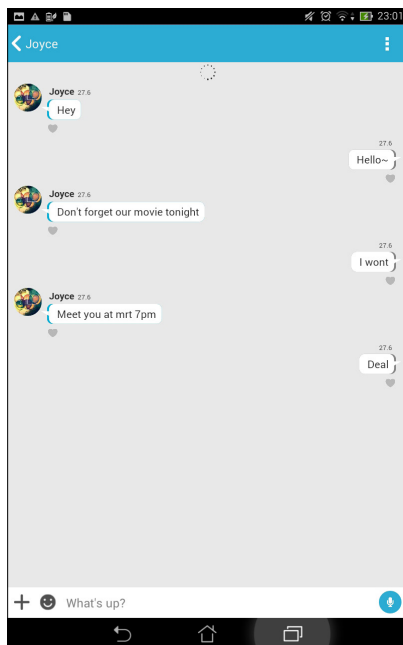 23:01
Joyce
Joyce 27.6
Hey
27.6
Hello~
Joyce 27.6
Don't forget our movie tonight
27.6
I wont
Joyce 27.6
Meet you at mrt 7pm
27.6
Deal
What's up?